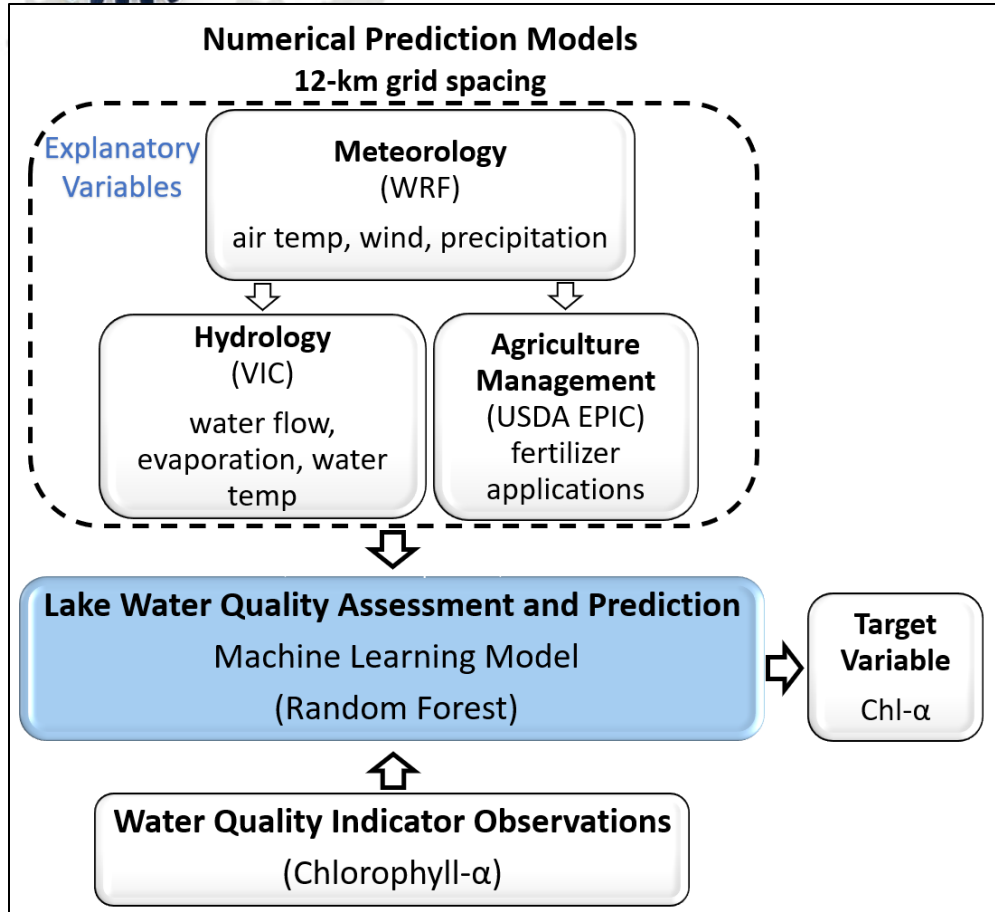 Numerical Prediction Models
12-km grid spacing
Explanatory
Variables
Meteorology
(WRF)
air temp, wind, precipitation
Hydrology
(VIC)
water flow,
evaporation, water
temp
Agriculture
Management
(USDA EPIC)
fertilizer
applications
Lake Water Quality Assessment and Prediction
Machine Learning Model
(Random Forest)
Target
Variable
Chl-α
Water Quality Indicator Observations
(Chlorophyll-α)